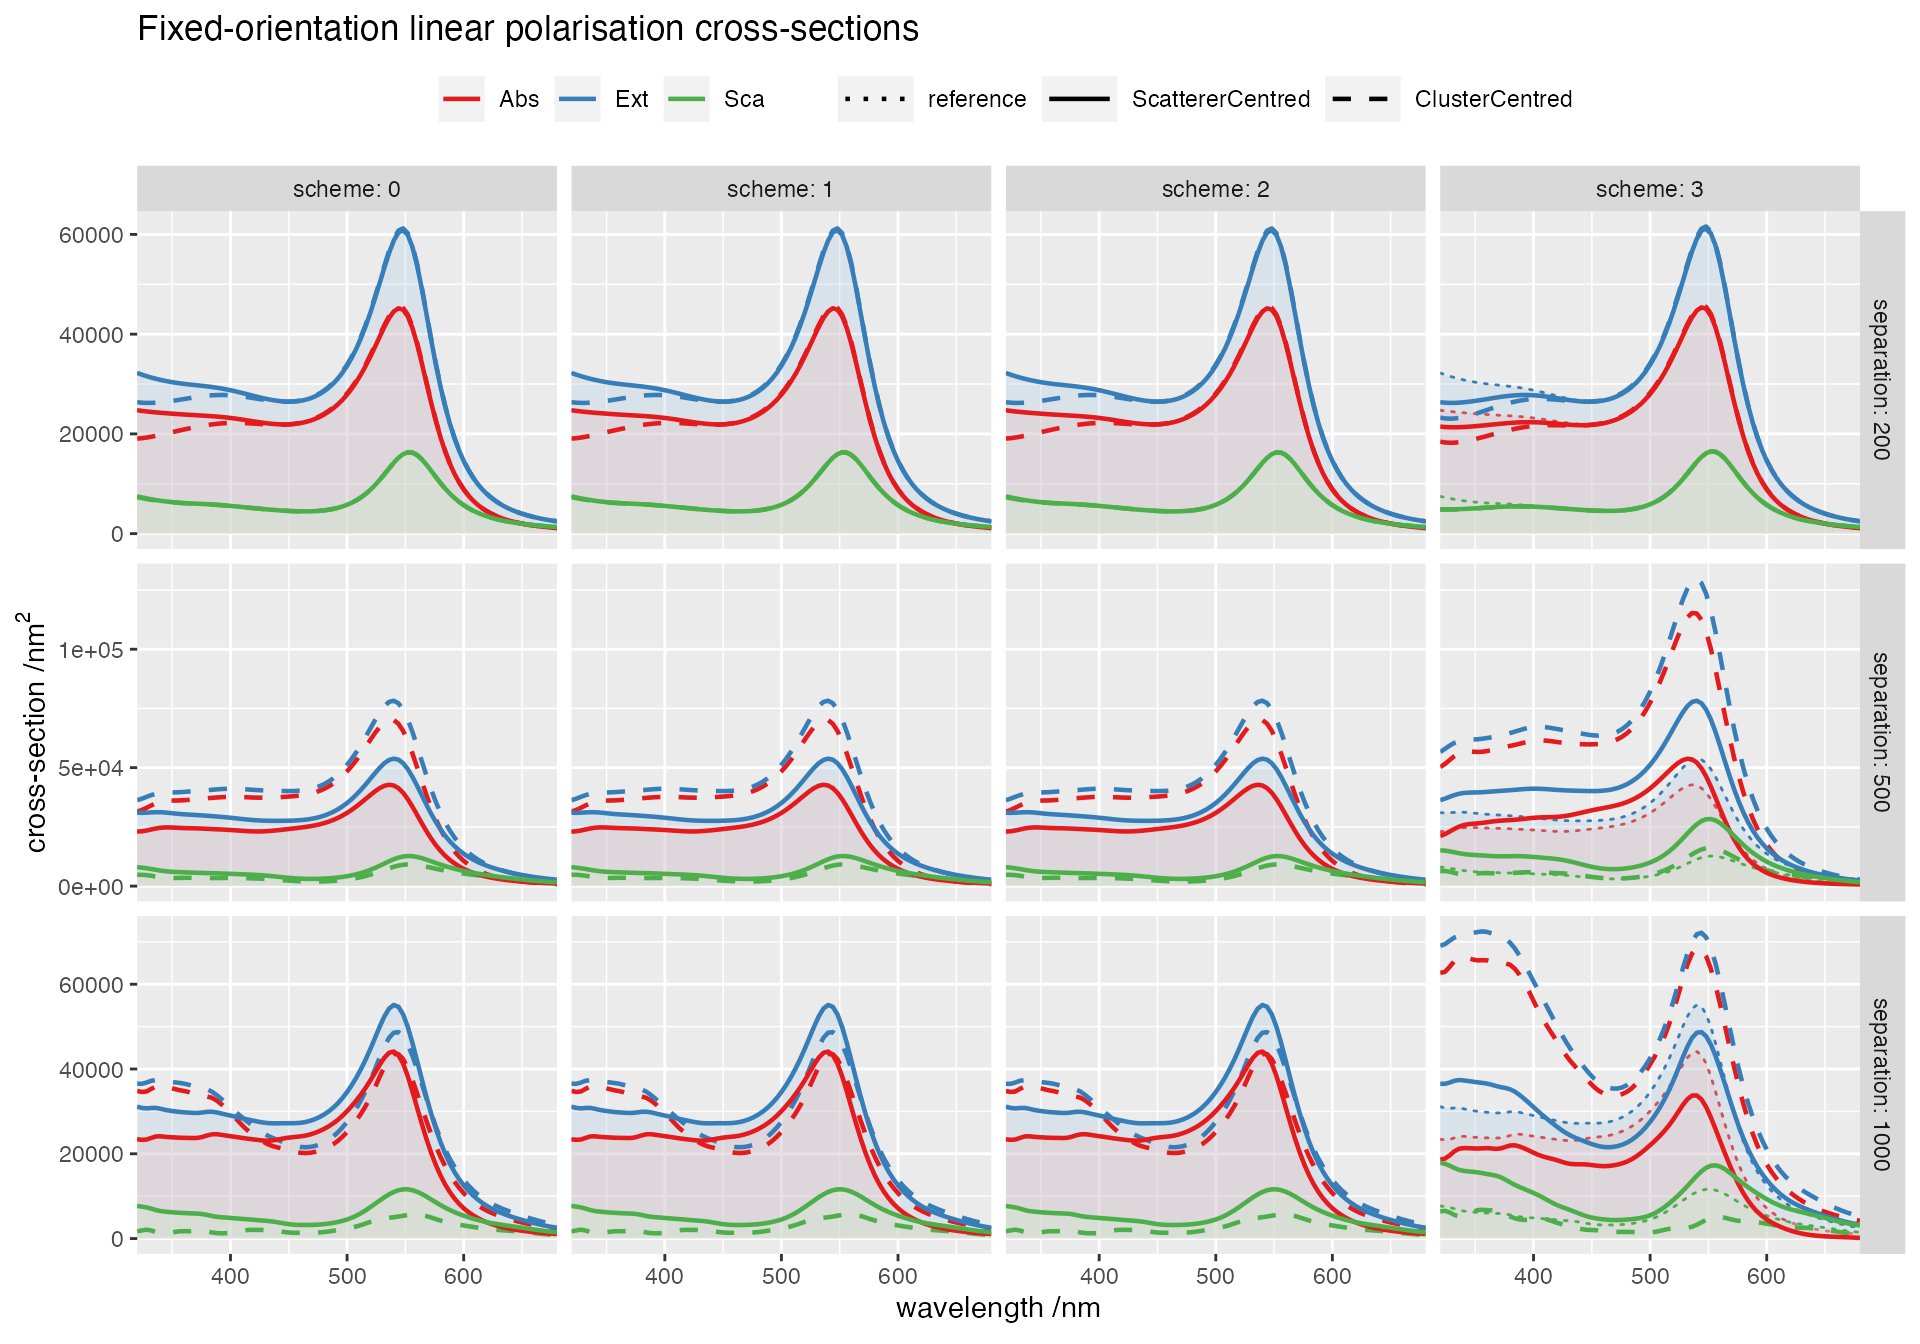 Fixed-orientation linear polarisation cross-sections
Abs Ext Sca reference ScattererCentred ClusterCentred
scheme: 0 scheme: 1 scheme: 2 scheme: 3
60000
40000
20000
0
separation: 200
cross-section /nm²
1e+05
5e+04
0e+00
separation: 500
60000
40000
20000
0
separation: 1000
400 500 600 400 500 600 400 500 600 400 500 600
wavelength /nm